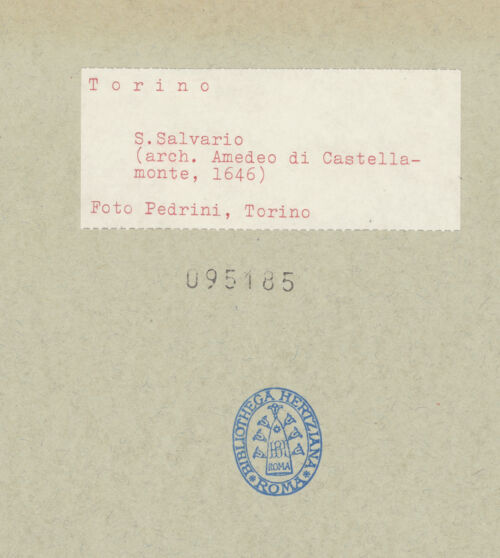 Torino
S.Salvario
(arch. Amedeo di Castella-
monte, 1646)
Foto Pedrini, Torino
095185
BIBLIOTHECA HERTZIANA
ROMA
ROMA